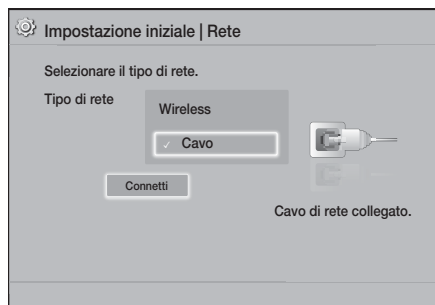 Impostazione iniziale | Rete
Selezionare il tipo di rete.
Tipo di rete
Wireless
✓ Cavo
Connetti
Cavo di rete collegato.